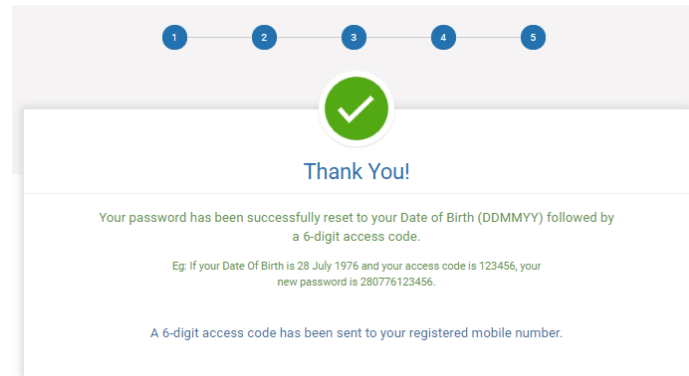 1 2 3 4 5
Thank You!
Your password has been successfully reset to your Date of Birth (DDMMYY) followed by
a 6-digit access code.
Eg: If your Date Of Birth is 28 July 1976 and your access code is 123456, your
new password is 280776123456.
A 6-digit access code has been sent to your registered mobile number.